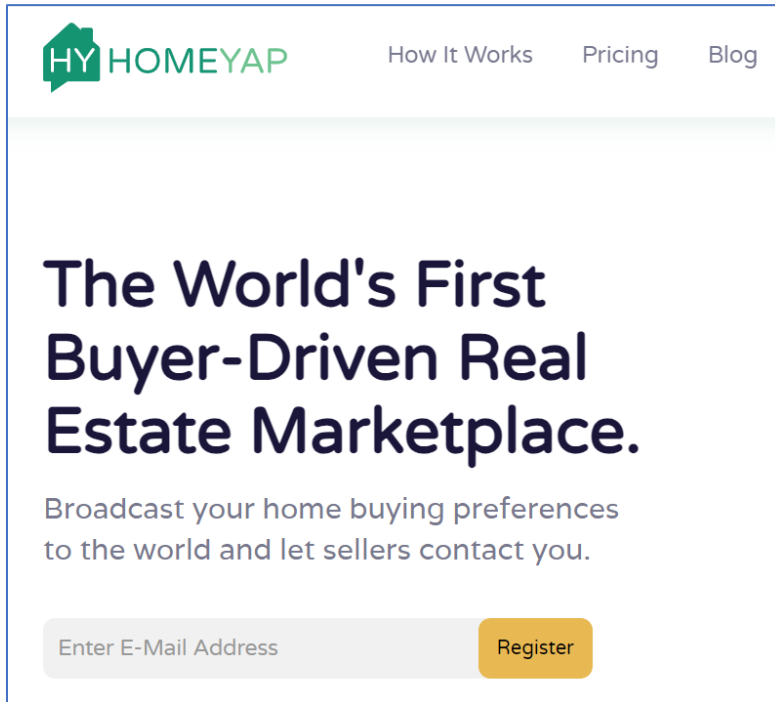 HY HOMEYAP
How It Works
Pricing
Blog
The World's First
Buyer-Driven Real
Estate Marketplace.
Broadcast your home buying preferences
to the world and let sellers contact you.
Enter E-Mail Address
Register